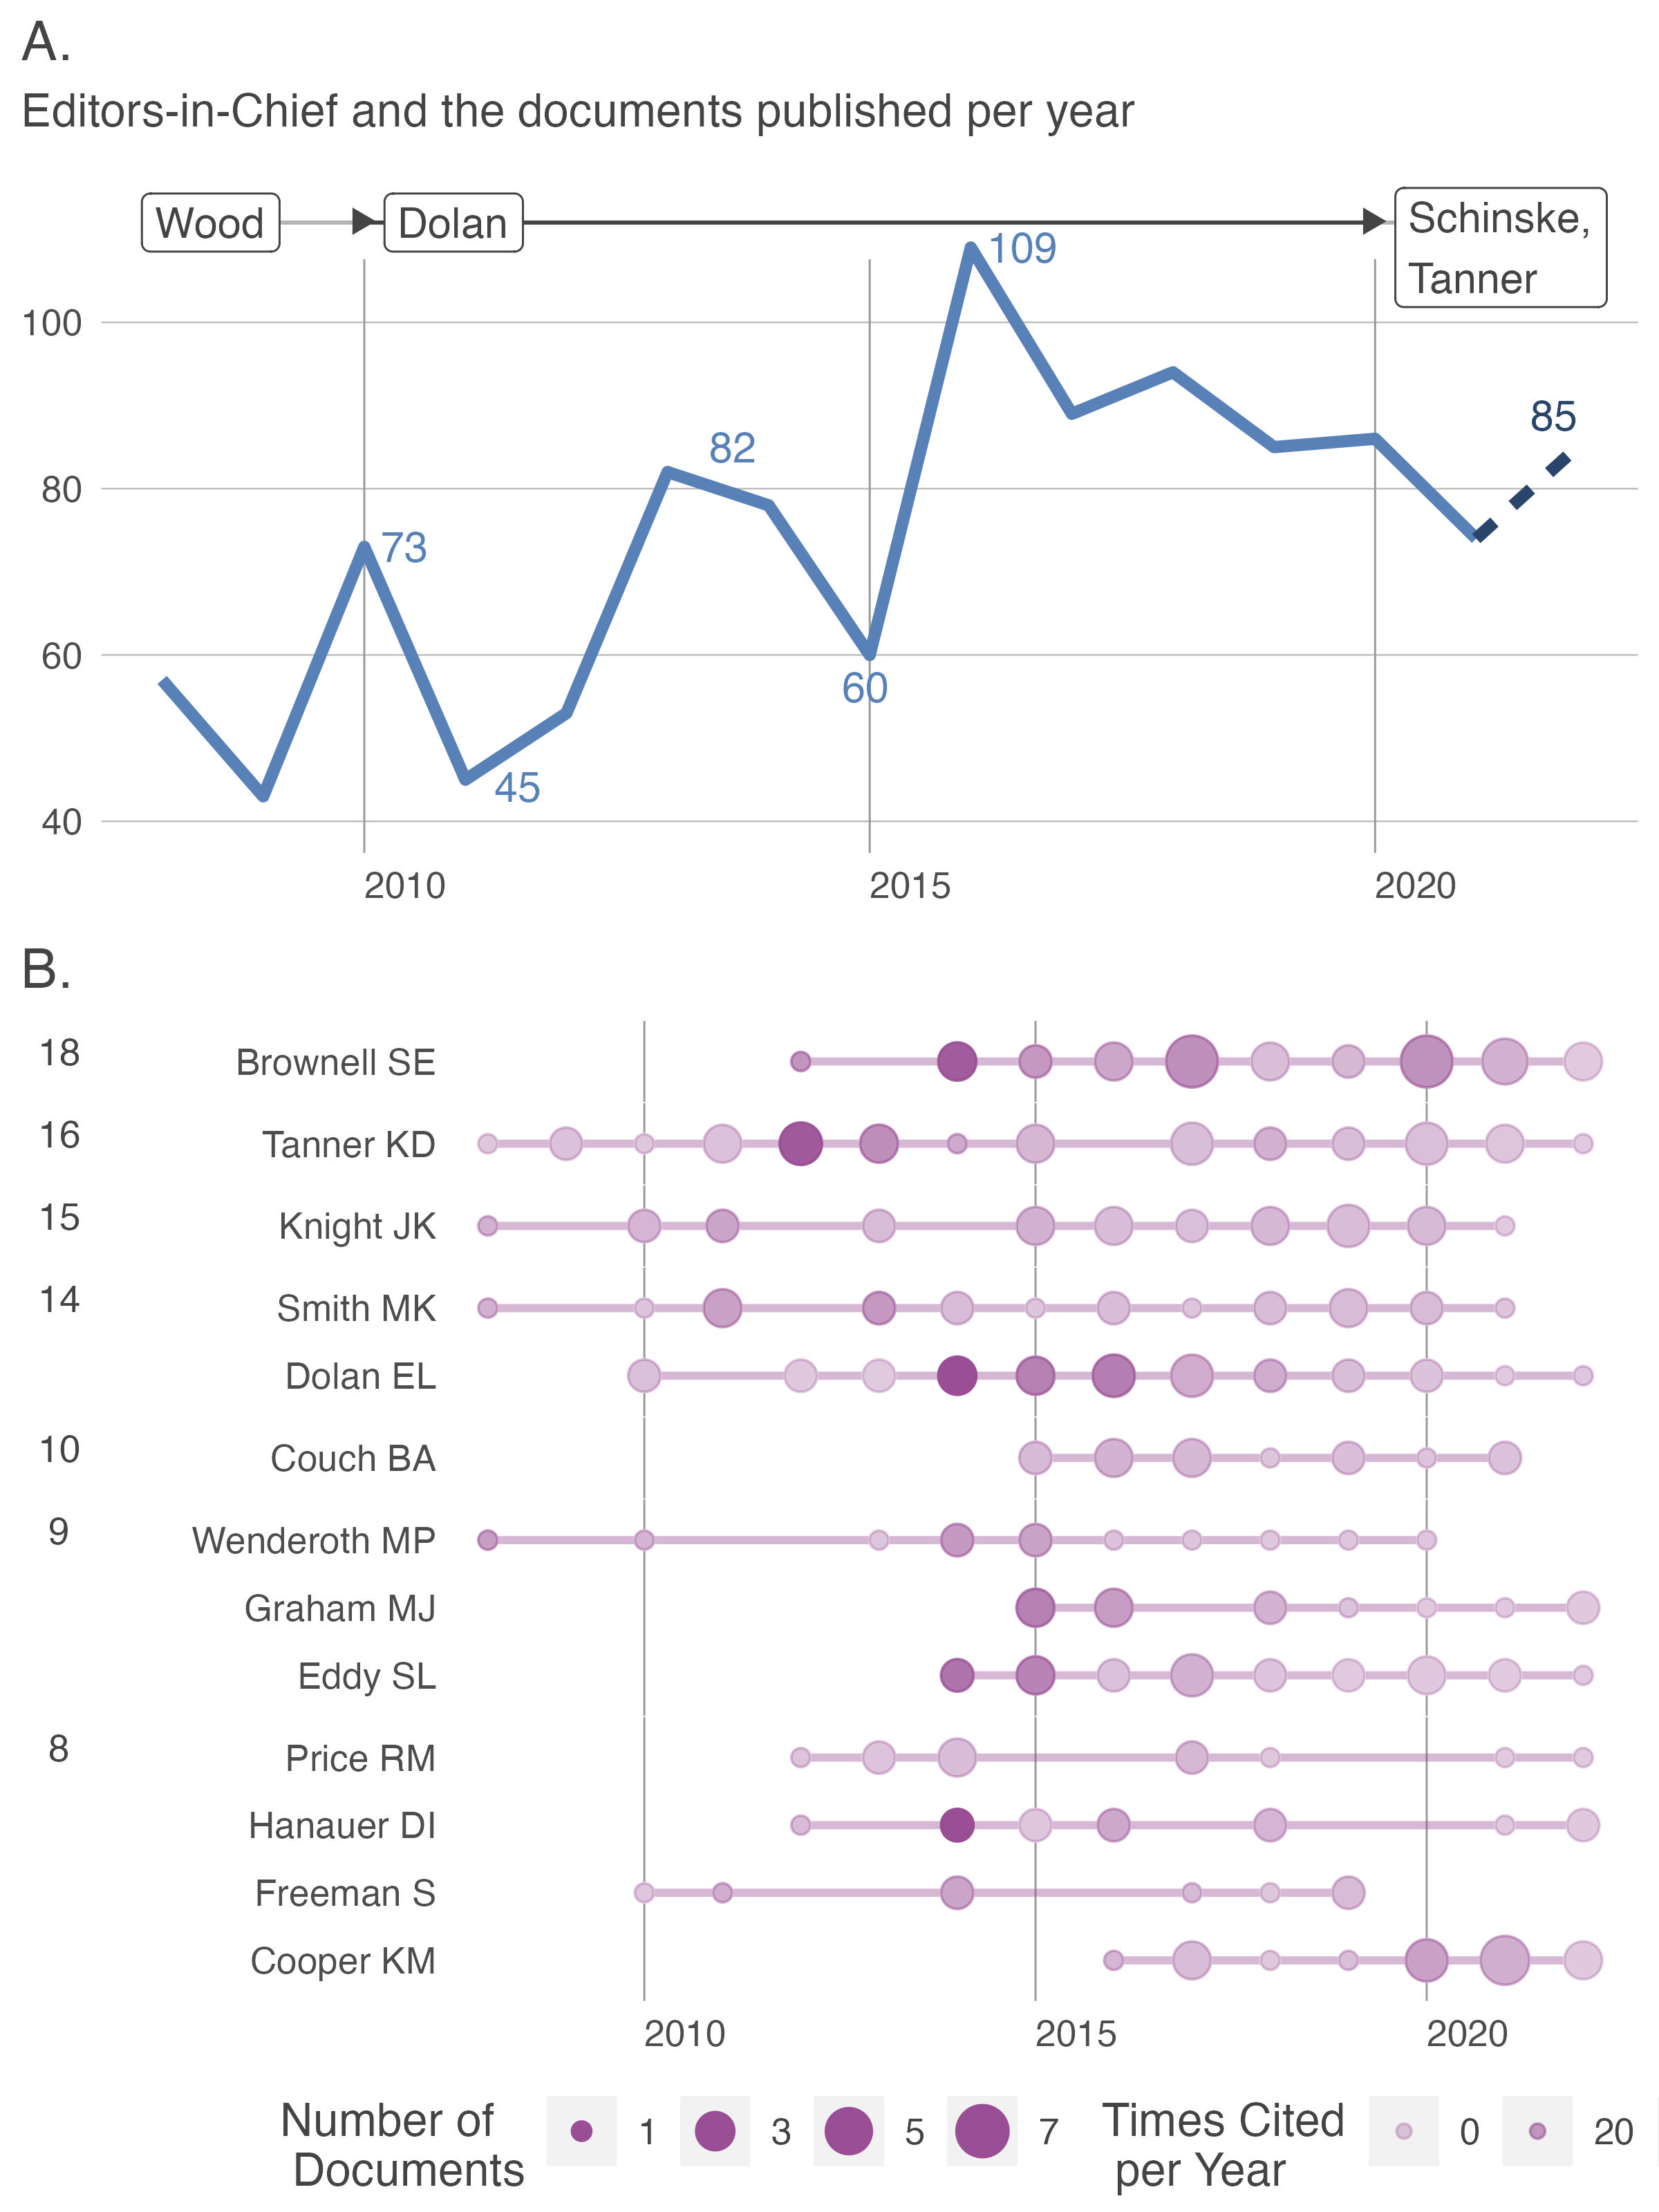 A.
Editors-in-Chief and the documents published per year
Wood
Dolan
Schinske,
Tanner
109
100
85
82
80
73
60
60
45
40
2010
2015
2020
B.
18
Brownell SE
16
Tanner KD
15
Knight JK
14
Smith MK
Dolan EL
10
Couch BA
9
Wenderoth MP
Graham MJ
Eddy SL
8
Price RM
Hanauer DI
Freeman S
Cooper KM
2010
2015
2020
Number of
Documents
1
3
5
7
Times Cited
per Year
0
20